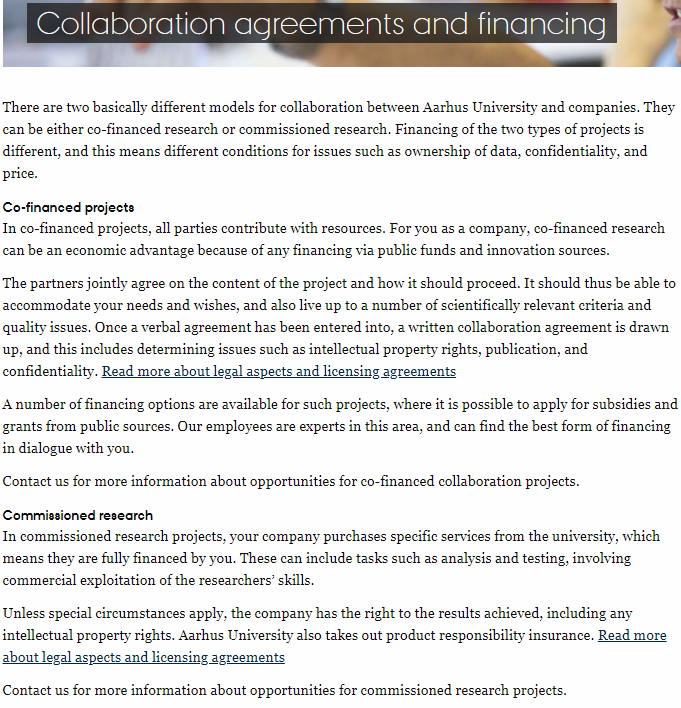 Collaboration agreements and financing
There are two basically different models for collaboration between Aarhus University and companies. They
can be either co-financed research or commissioned research. Financing of the two types of projects is
different, and this means different conditions for issues such as ownership of data, confidentiality, and
price.
Co-financed projects
In co-financed projects, all parties contribute with resources. For you as a company, co-financed research
can be an economic advantage because of any financing via public funds and innovation sources.
The partners jointly agree on the content of the project and how it should proceed. It should thus be able to
accommodate your needs and wishes, and also live up to a number of scientifically relevant criteria and
quality issues. Once a verbal agreement has been entered into, a written collaboration agreement is drawn
up, and this includes determining issues such as intellectual property rights, publication, and
confidentiality. Read more about legal aspects and licensing agreements
A number of financing options are available for such projects, where it is possible to apply for subsidies and
grants from public sources. Our employees are experts in this area, and can find the best form of financing
in dialogue with you.
Contact us for more information about opportunities for co-financed collaboration projects.
Commissioned research
In commissioned research projects, your company purchases specific services from the university, which
means they are fully financed by you. These can include tasks such as analysis and testing, involving
commercial exploitation of the researchers' skills.
Unless special circumstances apply, the company has the right to the results achieved, including any
intellectual property rights. Aarhus University also takes out product responsibility insurance. Read more
about legal aspects and licensing agreements
Contact us for more information about opportunities for commissioned research projects.